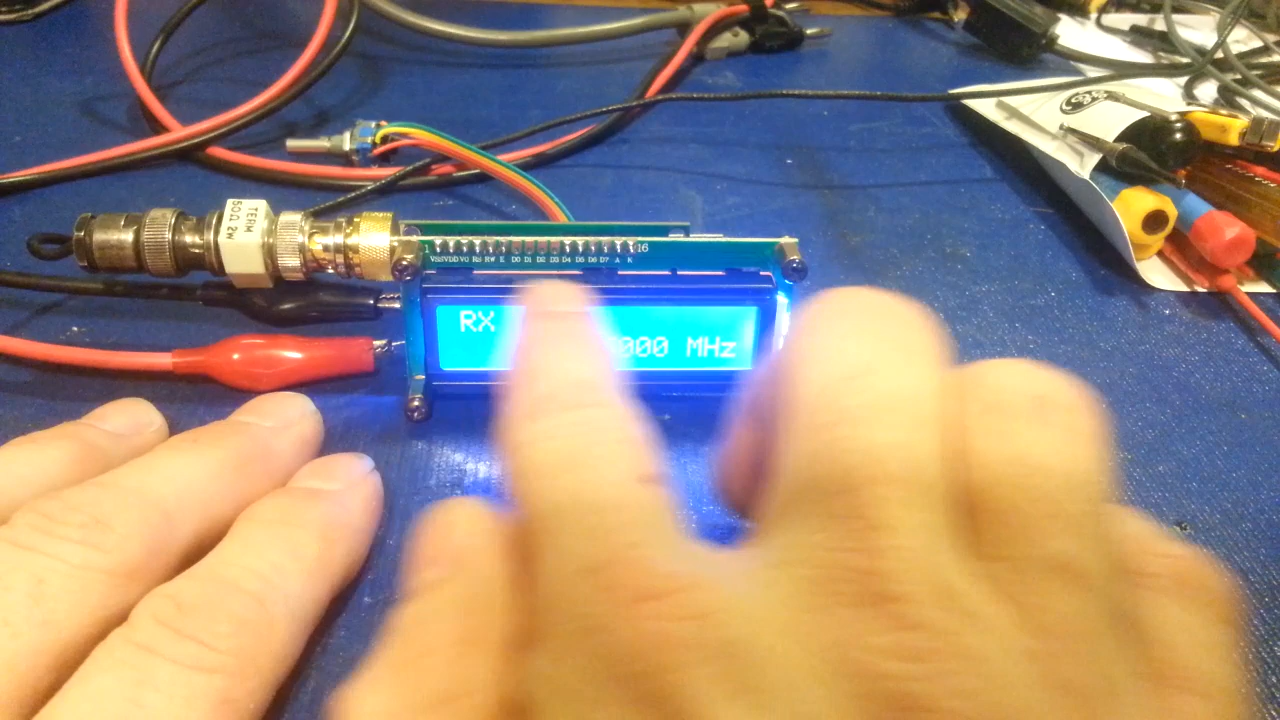 TERM
50Ω 2W
16
VSS VDD VO RS RW E D0 D1 D2 D3 D4 D5 D6 D7 A K
RX
000 MHz